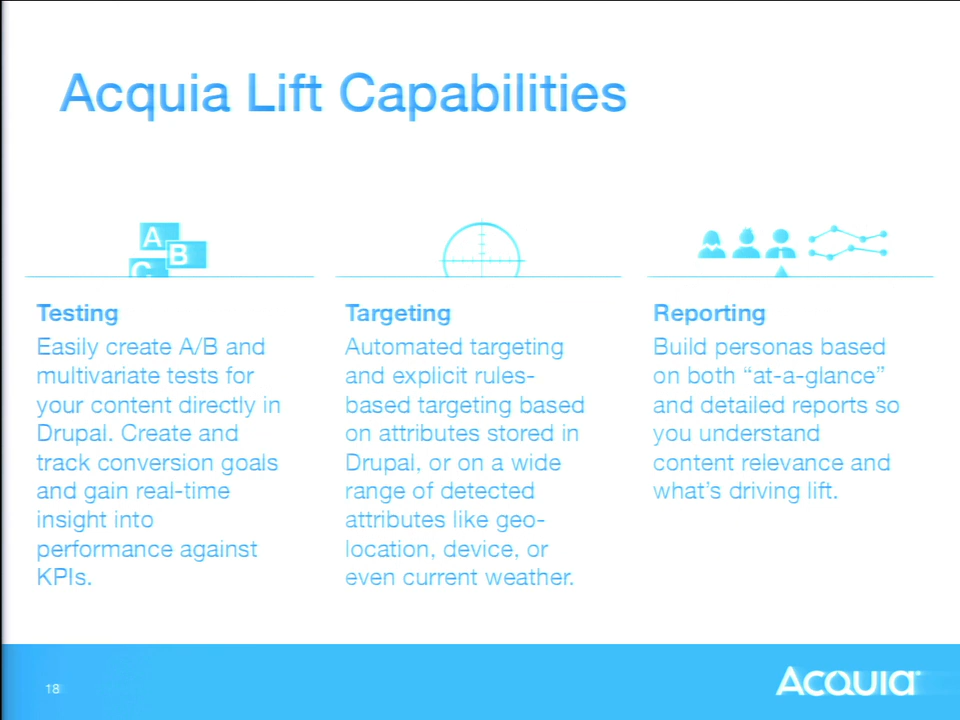 Acquia Lift Capabilities
A
B
C
Testing
Easily create A/B and
multivariate tests for
your content directly in
Drupal. Create and
track conversion goals
and gain real-time
insight into
performance against
KPIs.
Targeting
Automated targeting
and explicit rules-
based targeting based
on attributes stored in
Drupal, or on a wide
range of detected
attributes like geo-
location, device, or
even current weather.
Reporting
Build personas based
on both “at-a-glance”
and detailed reports so
you understand
content relevance and
what’s driving lift.
18
ACQUIA